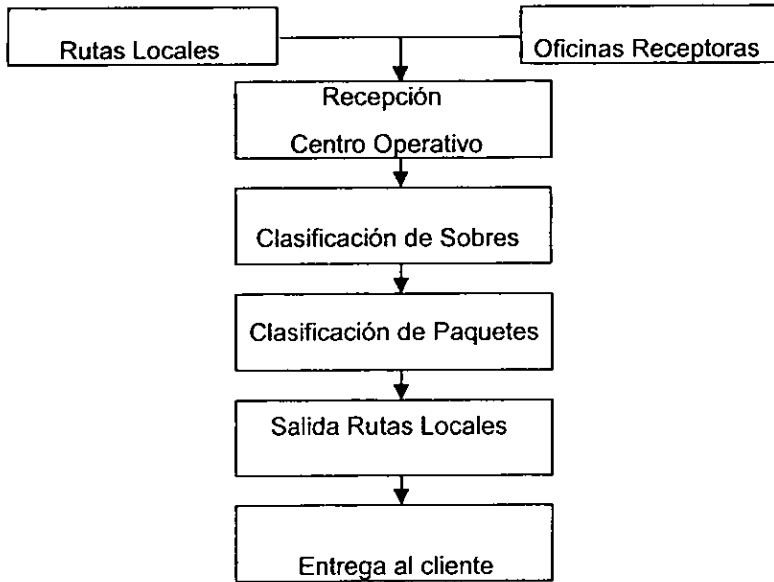 Rutas Locales
Oficinas Receptoras
Recepción
Centro Operativo
Clasificación de Sobres
Clasificación de Paquetes
Salida Rutas Locales
Entrega al cliente